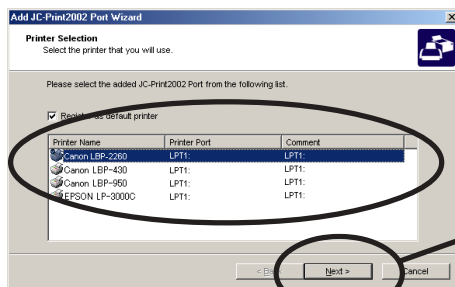 Add JC-Print2002 Port Wizard
Printer Selection
Select the printer that you will use.
Please select the added JC-Print2002 Port from the following list.
Register as default printer
Printer Name Printer Port Comment
Canon LBP-2260 LPT1: LPT1:
Canon LBP-430 LPT1: LPT1:
Canon LBP-950 LPT1: LPT1:
EPSON LP-3000C LPT1: LPT1:
< Back Next > Cancel